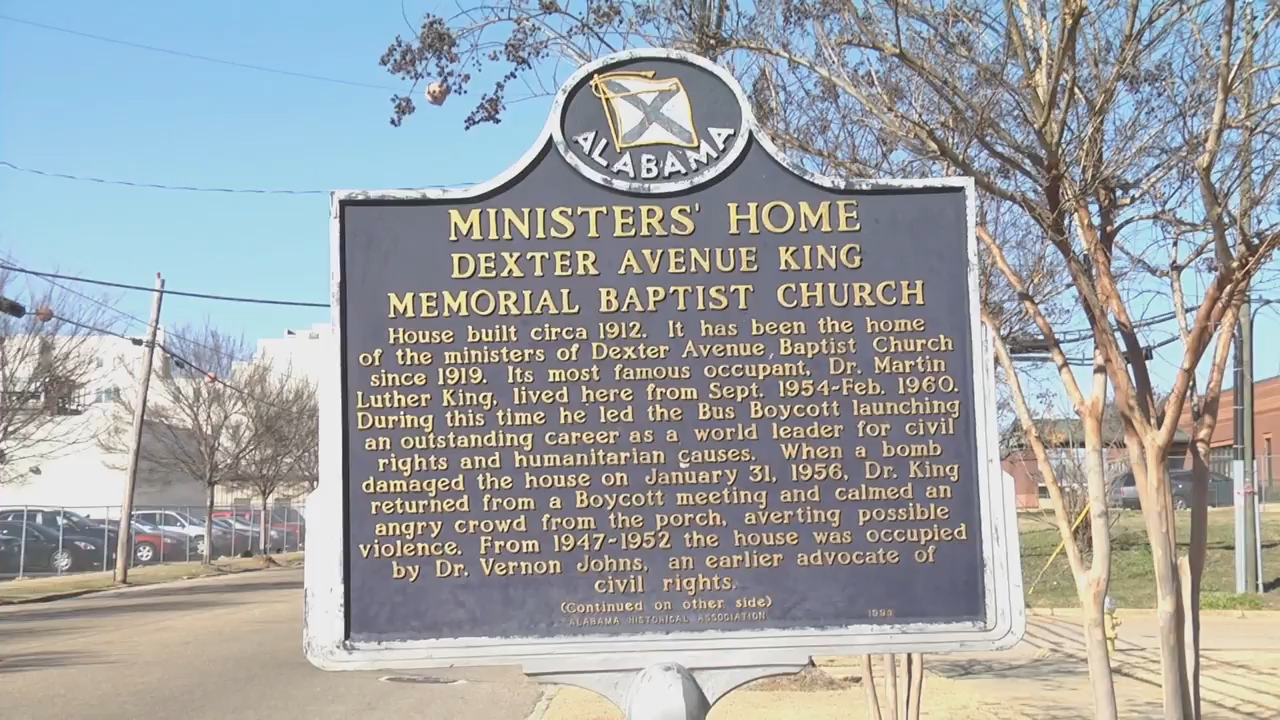 ALABAMA
MINISTERS' HOME
DEXTER AVENUE KING
MEMORIAL BAPTIST CHURCH
House built circa 1912. It has been the home
of the ministers of Dexter Avenue Baptist Church
since 1919. Its most famous occupant, Dr. Martin
Luther King, lived here from Sept. 1954-Feb. 1960.
During this time he led the Bus Boycott launching
an outstanding career as a world leader for civil
rights and humanitarian causes. When a bomb
damaged the house on January 31, 1956, Dr. King
returned from a Boycott meeting and calmed an
angry crowd from the porch, averting possible
violence. From 1947-1952 the house was occupied
by Dr. Vernon Johns, an earlier advocate of
civil rights.
(Continued on other side)
ALABAMA HISTORICAL ASSOCIATION